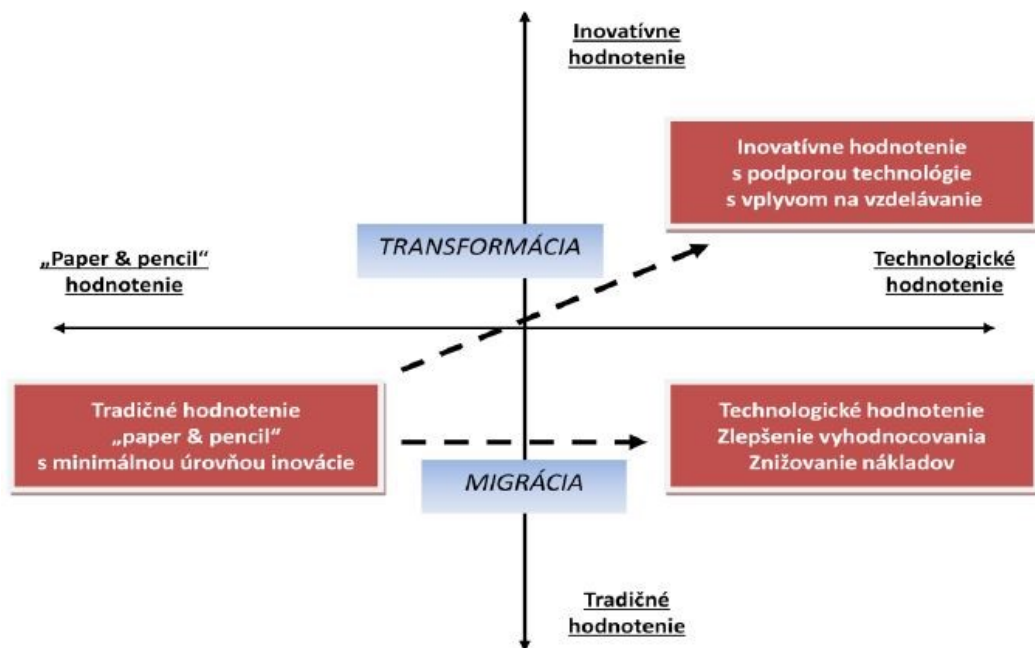 Inovatívne
hodnotenie
Inovatívne hodnotenie
s podporou technológie
s vplyvom na vzdelávanie
TRANSFORMÁCIA
„Paper & pencil“
hodnotenie
Technologické
hodnotenie
Tradičné hodnotenie
„paper & pencil“
s minimálnou úrovňou inovácie
Technologické hodnotenie
Zlepšenie vyhodnocovania
Znižovanie nákladov
MIGRÁCIA
Tradičné
hodnotenie